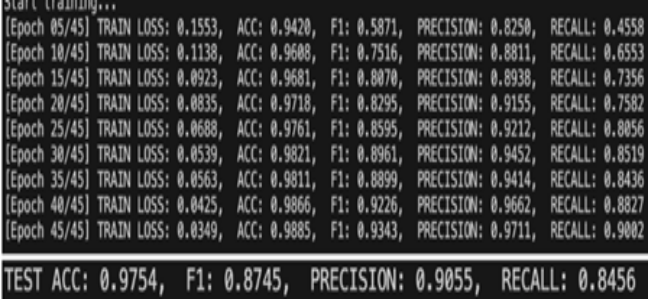 Start training...
[Epoch 05/45] TRAIN LOSS: 0.1553, ACC: 0.9420, F1: 0.5871, PRECISION: 0.8250, RECALL: 0.4558
[Epoch 10/45] TRAIN LOSS: 0.1138, ACC: 0.9608, F1: 0.7516, PRECISION: 0.8811, RECALL: 0.6553
[Epoch 15/45] TRAIN LOSS: 0.0923, ACC: 0.9681, F1: 0.8070, PRECISION: 0.8938, RECALL: 0.7356
[Epoch 20/45] TRAIN LOSS: 0.0835, ACC: 0.9718, F1: 0.8295, PRECISION: 0.9155, RECALL: 0.7582
[Epoch 25/45] TRAIN LOSS: 0.0688, ACC: 0.9761, F1: 0.8595, PRECISION: 0.9212, RECALL: 0.8056
[Epoch 30/45] TRAIN LOSS: 0.0539, ACC: 0.9821, F1: 0.8961, PRECISION: 0.9452, RECALL: 0.8519
[Epoch 35/45] TRAIN LOSS: 0.0563, ACC: 0.9811, F1: 0.8899, PRECISION: 0.9414, RECALL: 0.8436
[Epoch 40/45] TRAIN LOSS: 0.0425, ACC: 0.9866, F1: 0.9226, PRECISION: 0.9662, RECALL: 0.8827
[Epoch 45/45] TRAIN LOSS: 0.0349, ACC: 0.9885, F1: 0.9343, PRECISION: 0.9711, RECALL: 0.9002
TEST ACC: 0.9754, F1: 0.8745, PRECISION: 0.9055, RECALL: 0.8456